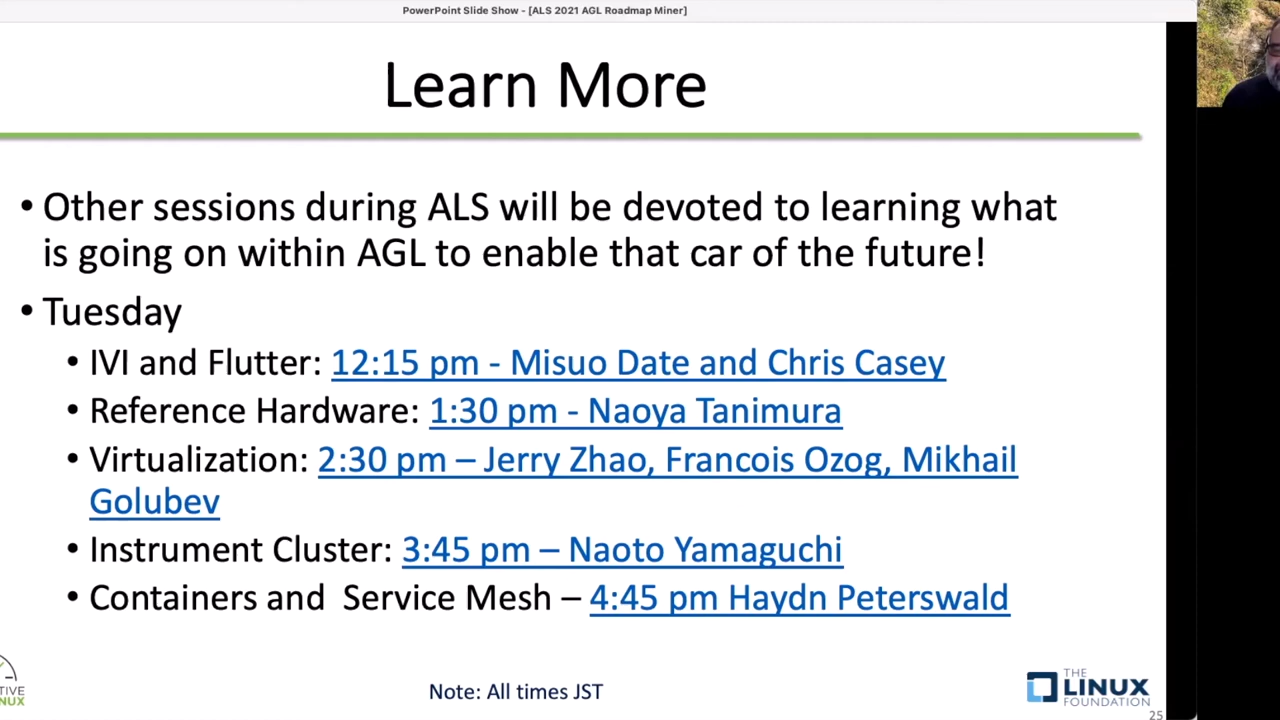 PowerPoint Slide Show - [ALS 2021 AGL Roadmap Miner]
Learn More
• Other sessions during ALS will be devoted to learning what
is going on within AGL to enable that car of the future!
• Tuesday
• IVI and Flutter: 12:15 pm - Misuo Date and Chris Casey
• Reference Hardware: 1:30 pm - Naoya Tanimura
• Virtualization: 2:30 pm – Jerry Zhao, Francois Ozog, Mikhail
Golubev
• Instrument Cluster: 3:45 pm – Naoto Yamaguchi
• Containers and  Service Mesh – 4:45 pm Haydn Peterswald
TIVE
NUX
Note: All times JST
THE
LINUX
FOUNDATION
25